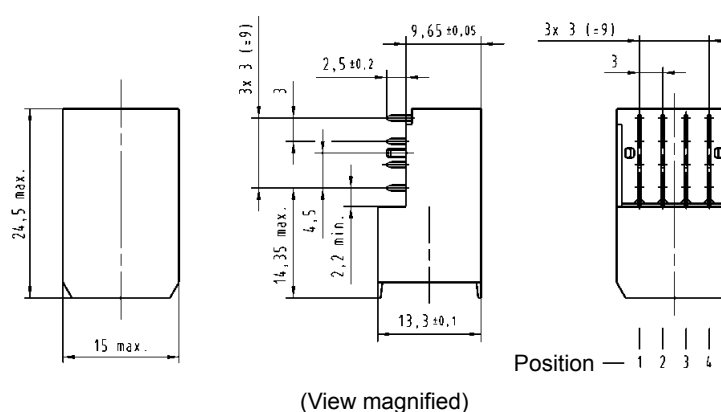 9,65 ±0,05
3x 3 (=9)
2,5 ±0,2
3
3x 3 (=9)
3
24,5 max.
4,5
14,35 max.
2,2 min.
15 max.
13,3 ±0,1
Position — 1 2 3 4
(View magnified)